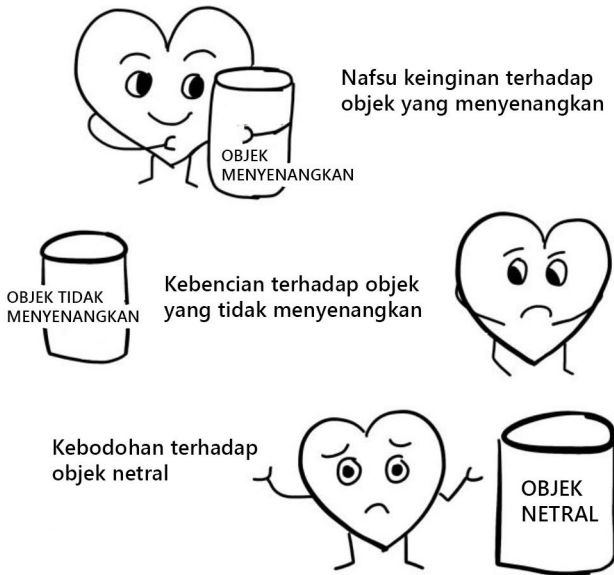 Nafsu keinginan terhadap
objek yang menyenangkan
OBJEK
MENYENANGKAN
OBJEK TIDAK
MENYENANGKAN
Kebencian terhadap objek
yang tidak menyenangkan
Kebodohan terhadap
objek netral
OBJEK
NETRAL